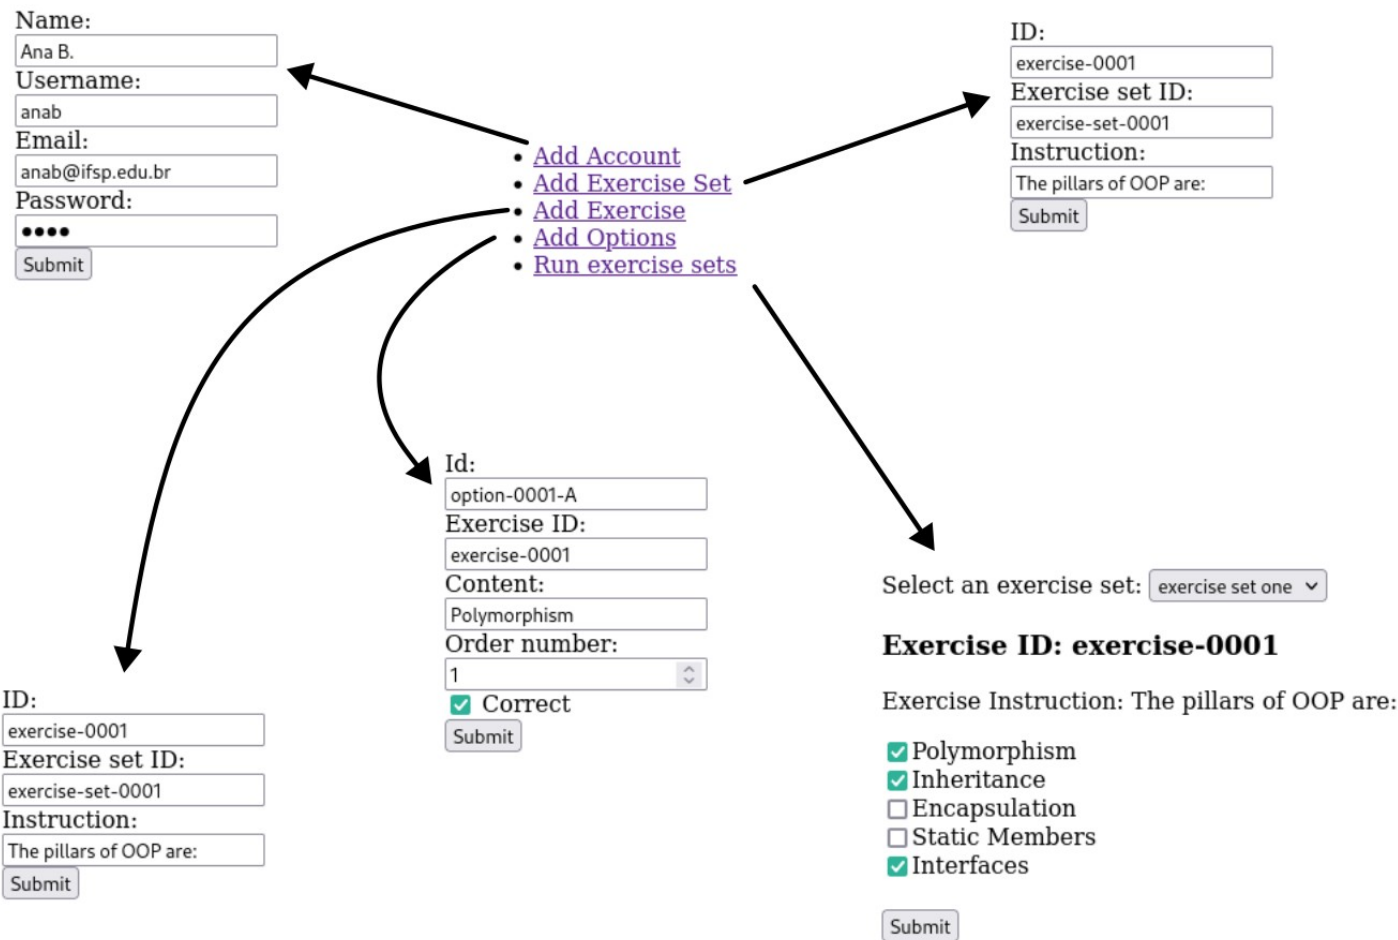 Name:
Ana B.
Username:
anab
Email:
anab@ifsp.edu.br
Password:
●●●●
Submit
Add Account
Add Exercise Set
Add Exercise
Add Options
Run exercise sets
ID:
exercise-0001
Exercise set ID:
exercise-set-0001
Instruction:
The pillars of OOP are:
Submit
ID:
exercise-0001
Exercise set ID:
exercise-set-0001
Instruction:
The pillars of OOP are:
Submit
Id:
option-0001-A
Exercise ID:
exercise-0001
Content:
Polymorphism
Order number:
1
Correct
Submit
Select an exercise set: exercise set one
Exercise ID: exercise-0001
Exercise Instruction: The pillars of OOP are:
Polymorphism
Inheritance
Encapsulation
Static Members
Interfaces
Submit